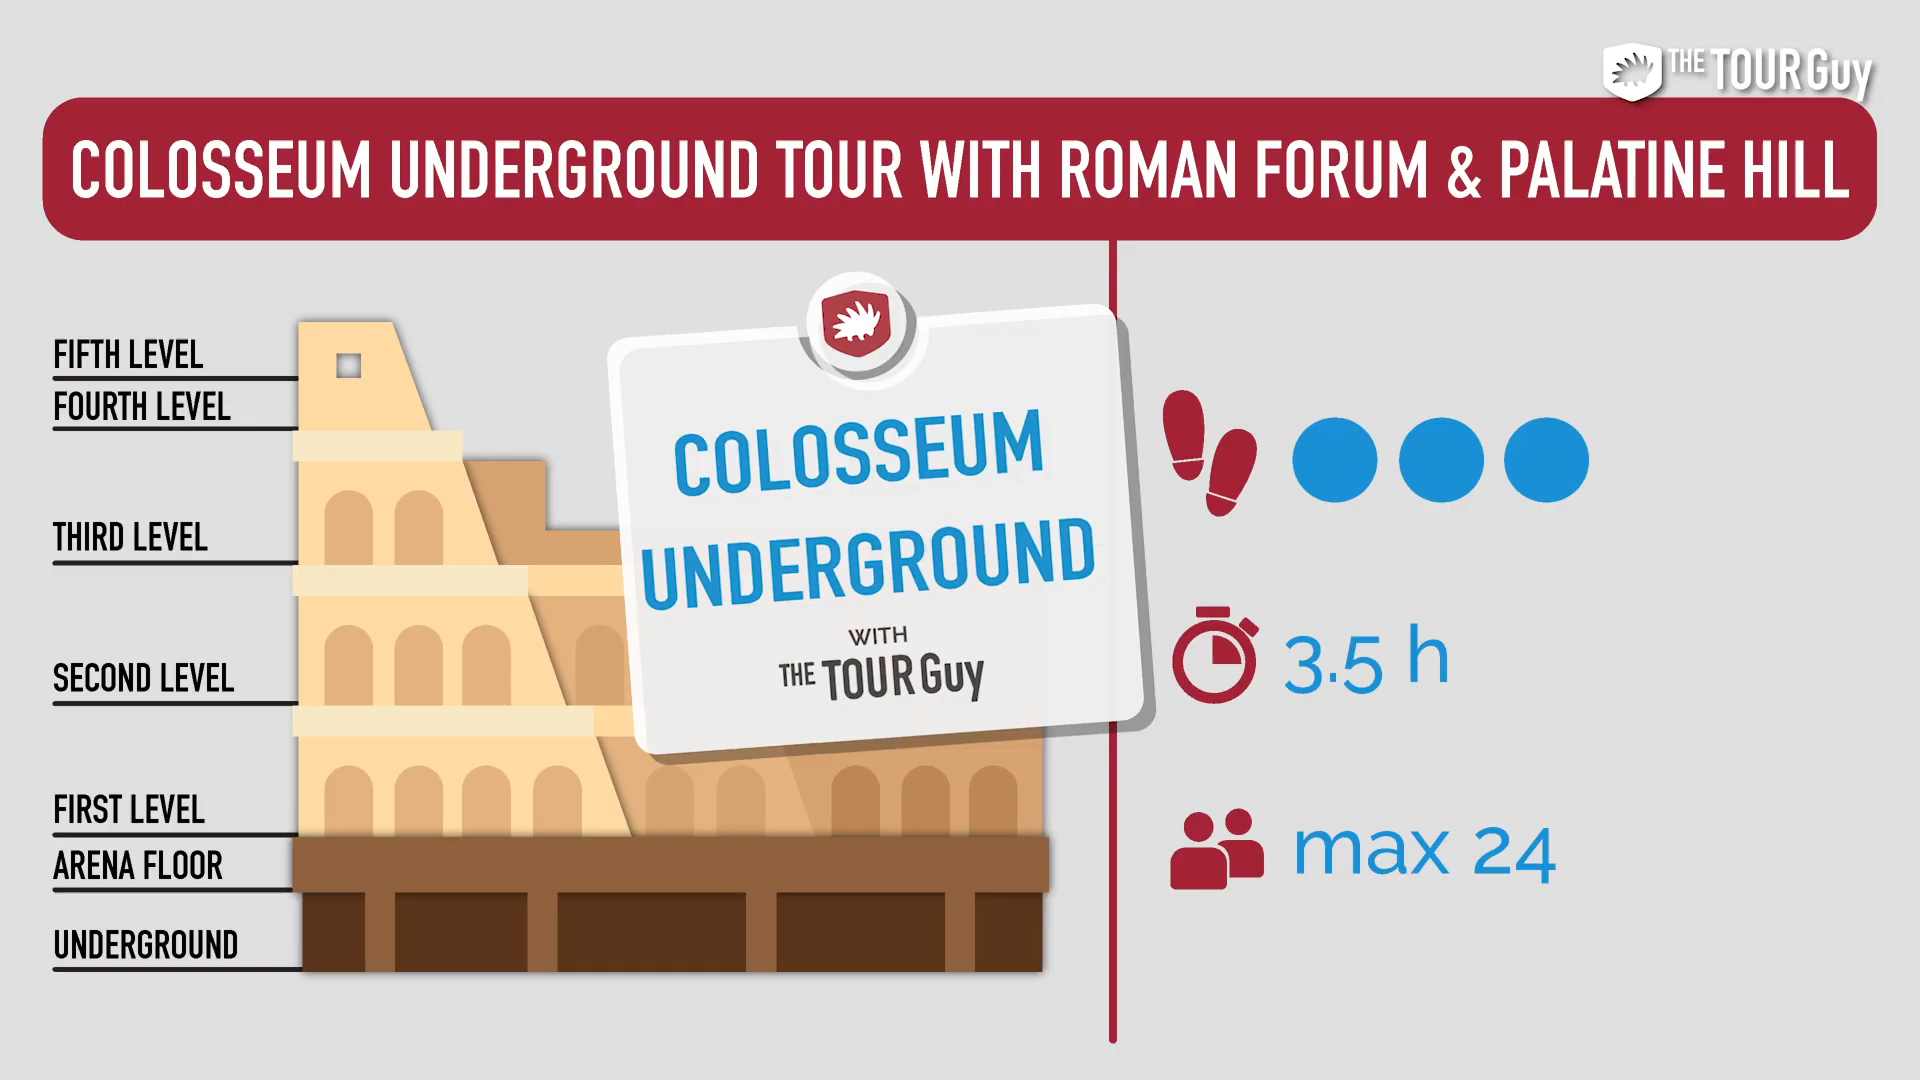 THE TOUR Guy
COLOSSEUM UNDERGROUND TOUR WITH ROMAN FORUM & PALATINE HILL
FIFTH LEVEL
FOURTH LEVEL
THIRD LEVEL
SECOND LEVEL
FIRST LEVEL
ARENA FLOOR
UNDERGROUND
COLOSSEUM
UNDERGROUND
WITH
THE TOUR Guy
3.5 h
max 24